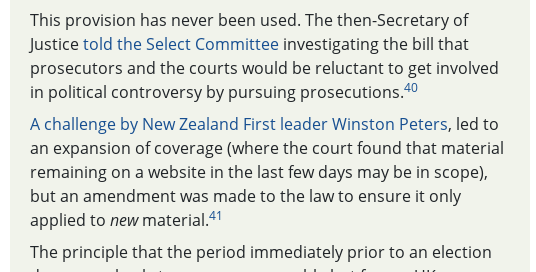 This provision has never been used. The then-Secretary of
Justice told the Select Committee investigating the bill that
prosecutors and the courts would be reluctant to get involved
in political controversy by pursuing prosecutions.40
A challenge by New Zealand First leader Winston Peters, led to
an expansion of coverage (where the court found that material
remaining on a website in the last few days may be in scope),
but an amendment was made to the law to ensure it only
applied to new material.41
The principle that the period immediately prior to an election